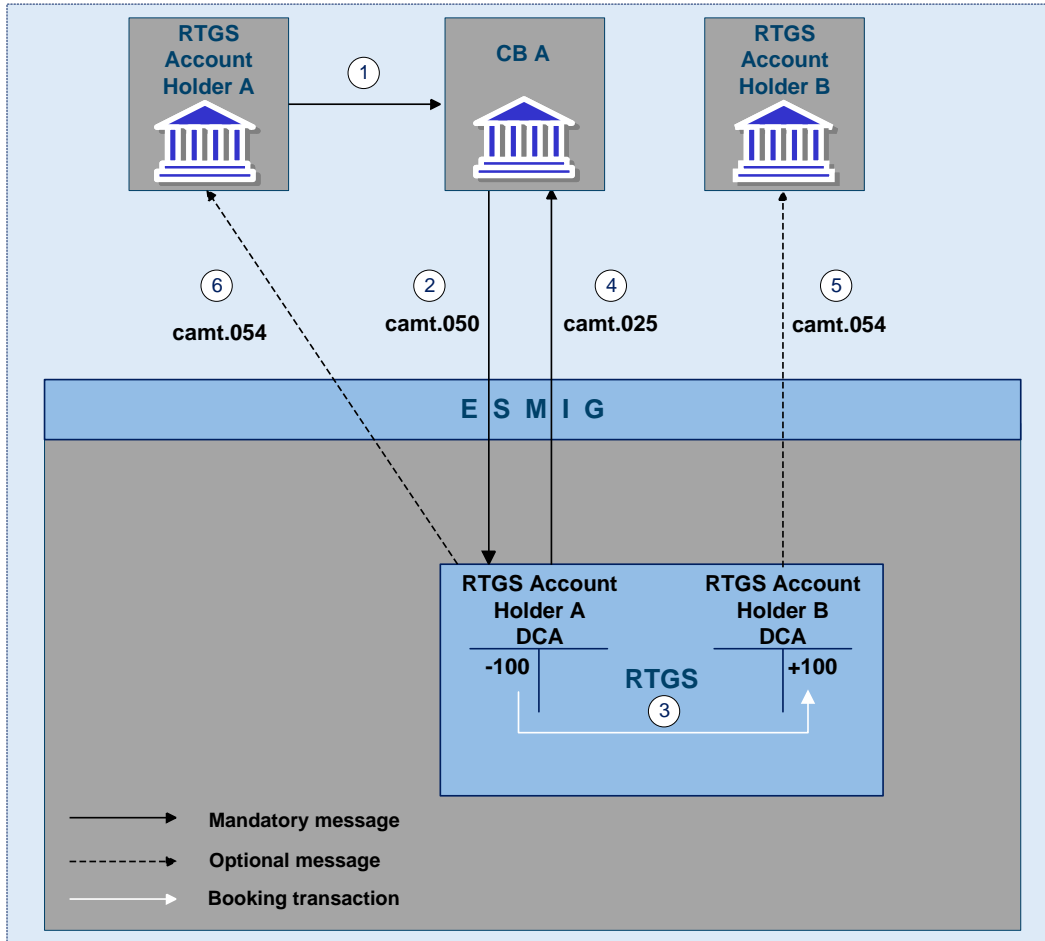 RTGS
Account
Holder A
1
CB A
RTGS
Account
Holder B
6
camt.054
2
camt.050
4
camt.025
5
camt.054
E S M I G
RTGS Account
Holder A
DCA
-100
RTGS Account
Holder B
DCA
+100
RTGS
3
Mandatory message
Optional message
Booking transaction